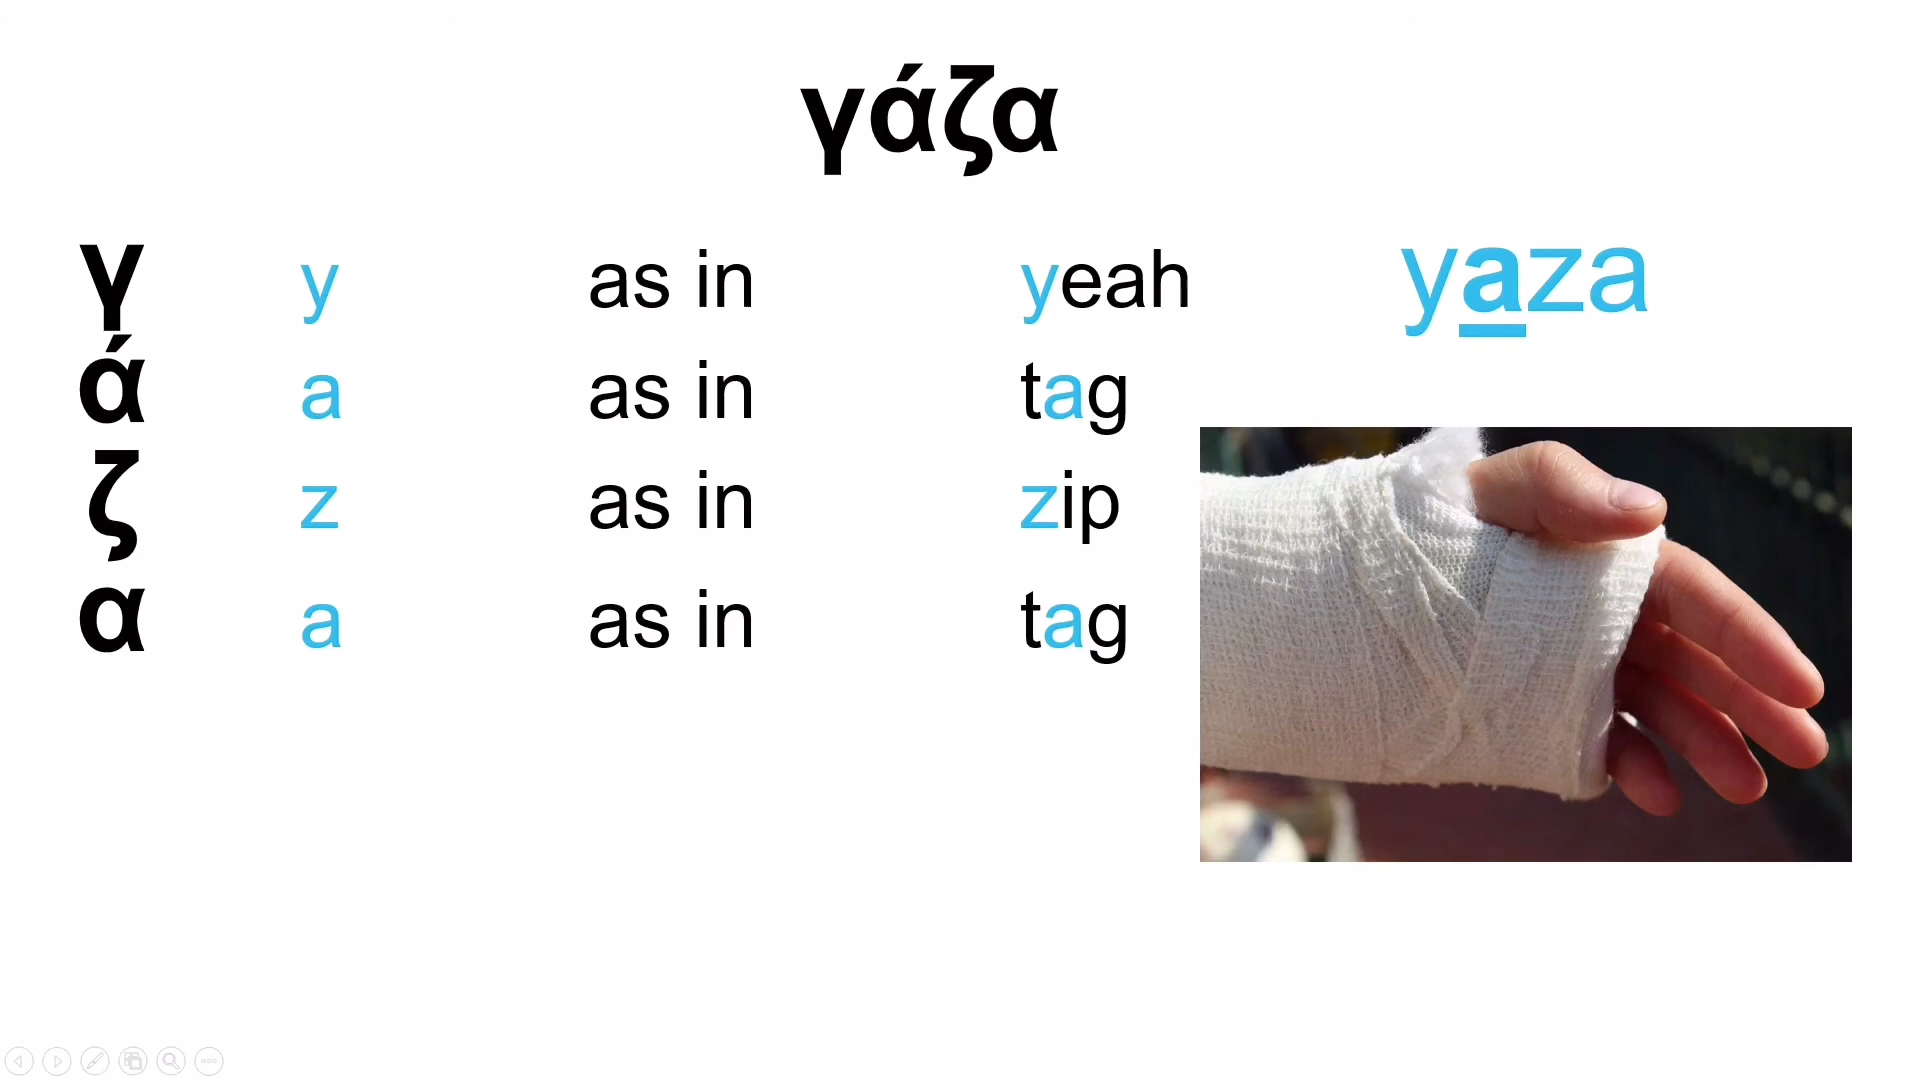 γάζα
γ y as in yeah yaza
ά a as in tag
ζ z as in zip
α a as in tag